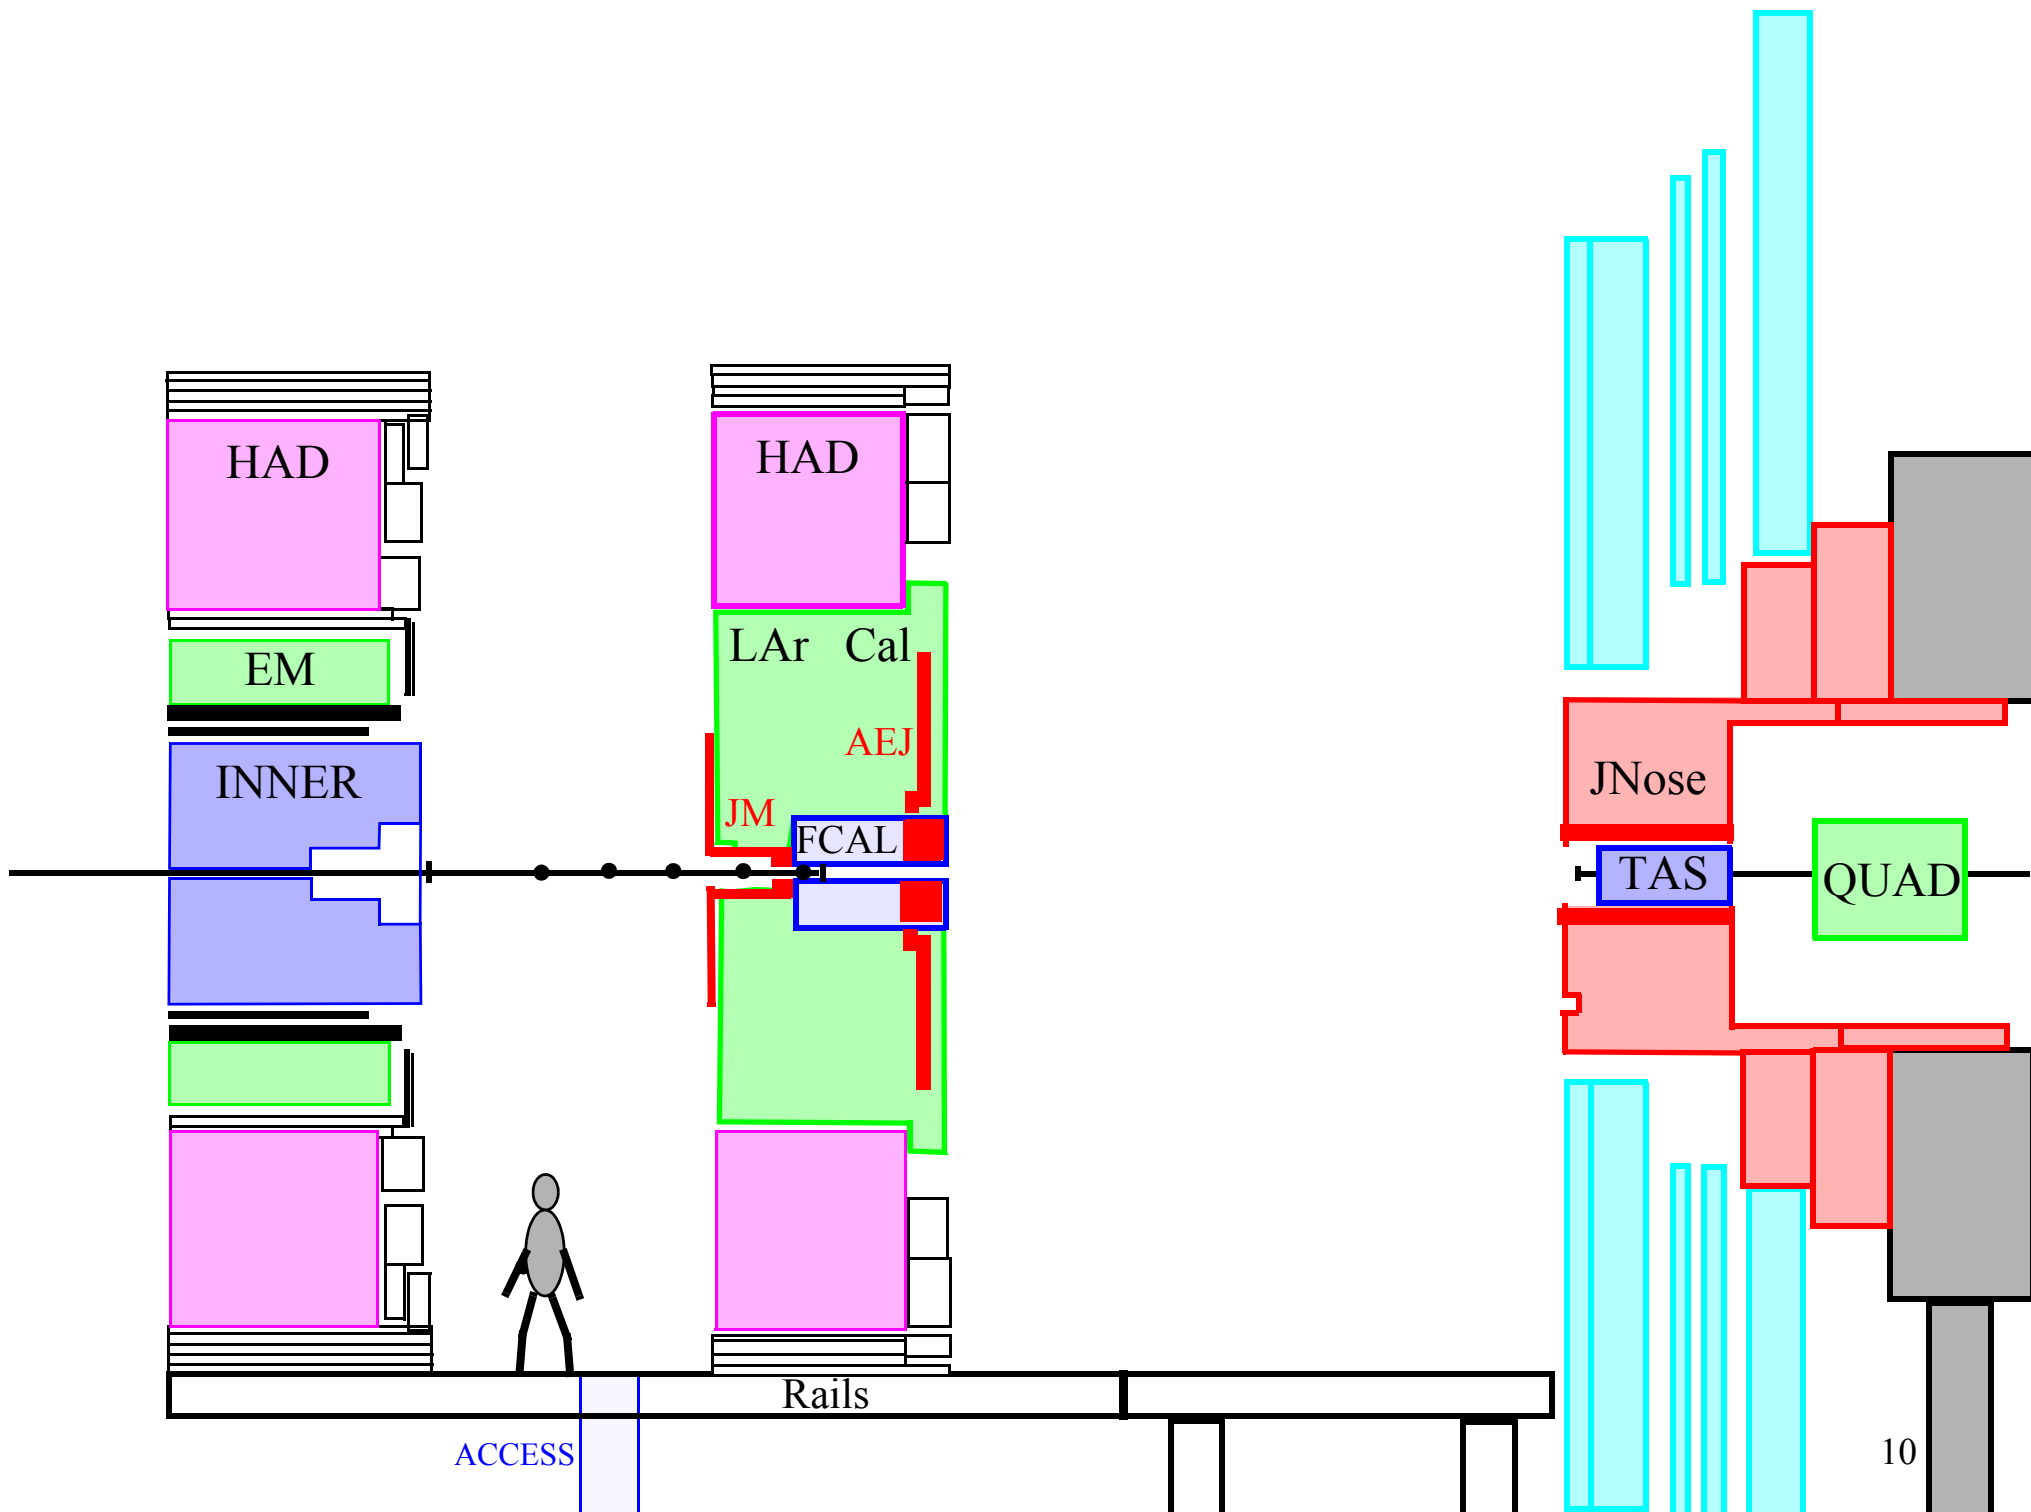 HAD
HAD
EM
LAr Cal
INNER
AEJ
JM
FCAL
JNose
TAS
QUAD
Rails
ACCESS
10